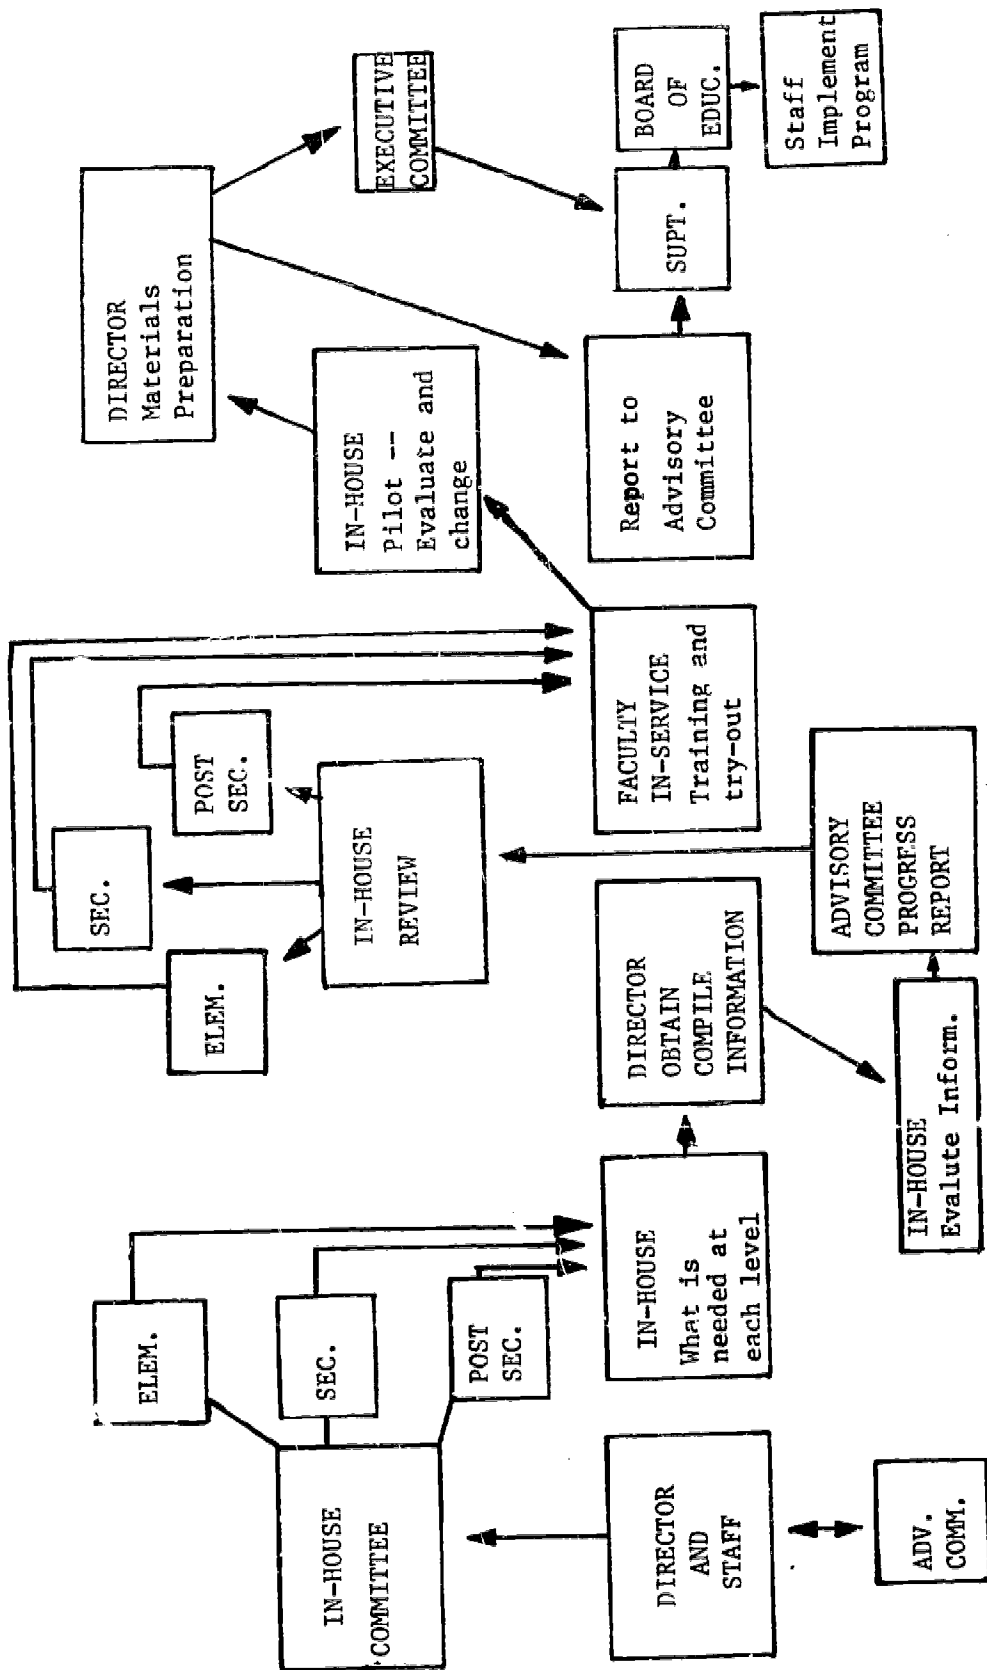 ELEM.
SEC.
POST
SEC.
IN-HOUSE
COMMITTEE
DIRECTOR
AND
STAFF
ADV.
COMM.
IN-HOUSE
What is
needed at
each level
DIRECTOR
OBTAIN
COMPILE
INFORMATION
IN-HOUSE
Evalute Inform.
ADVISORY
COMMITTEE
PROGRESS
REPORT
IN-HOUSE
REVIEW
ELEM.
SEC.
POST
SEC.
FACULTY
IN-SERVICE
Training and
try-out
IN-HOUSE
Pilot --
Evaluate and
change
DIRECTOR
Materials
Preparation
EXECUTIVE
COMMITTEE
Report to
Advisory
Committee
SUPT.
BOARD
OF
EDUC.
Staff
Implement
Program